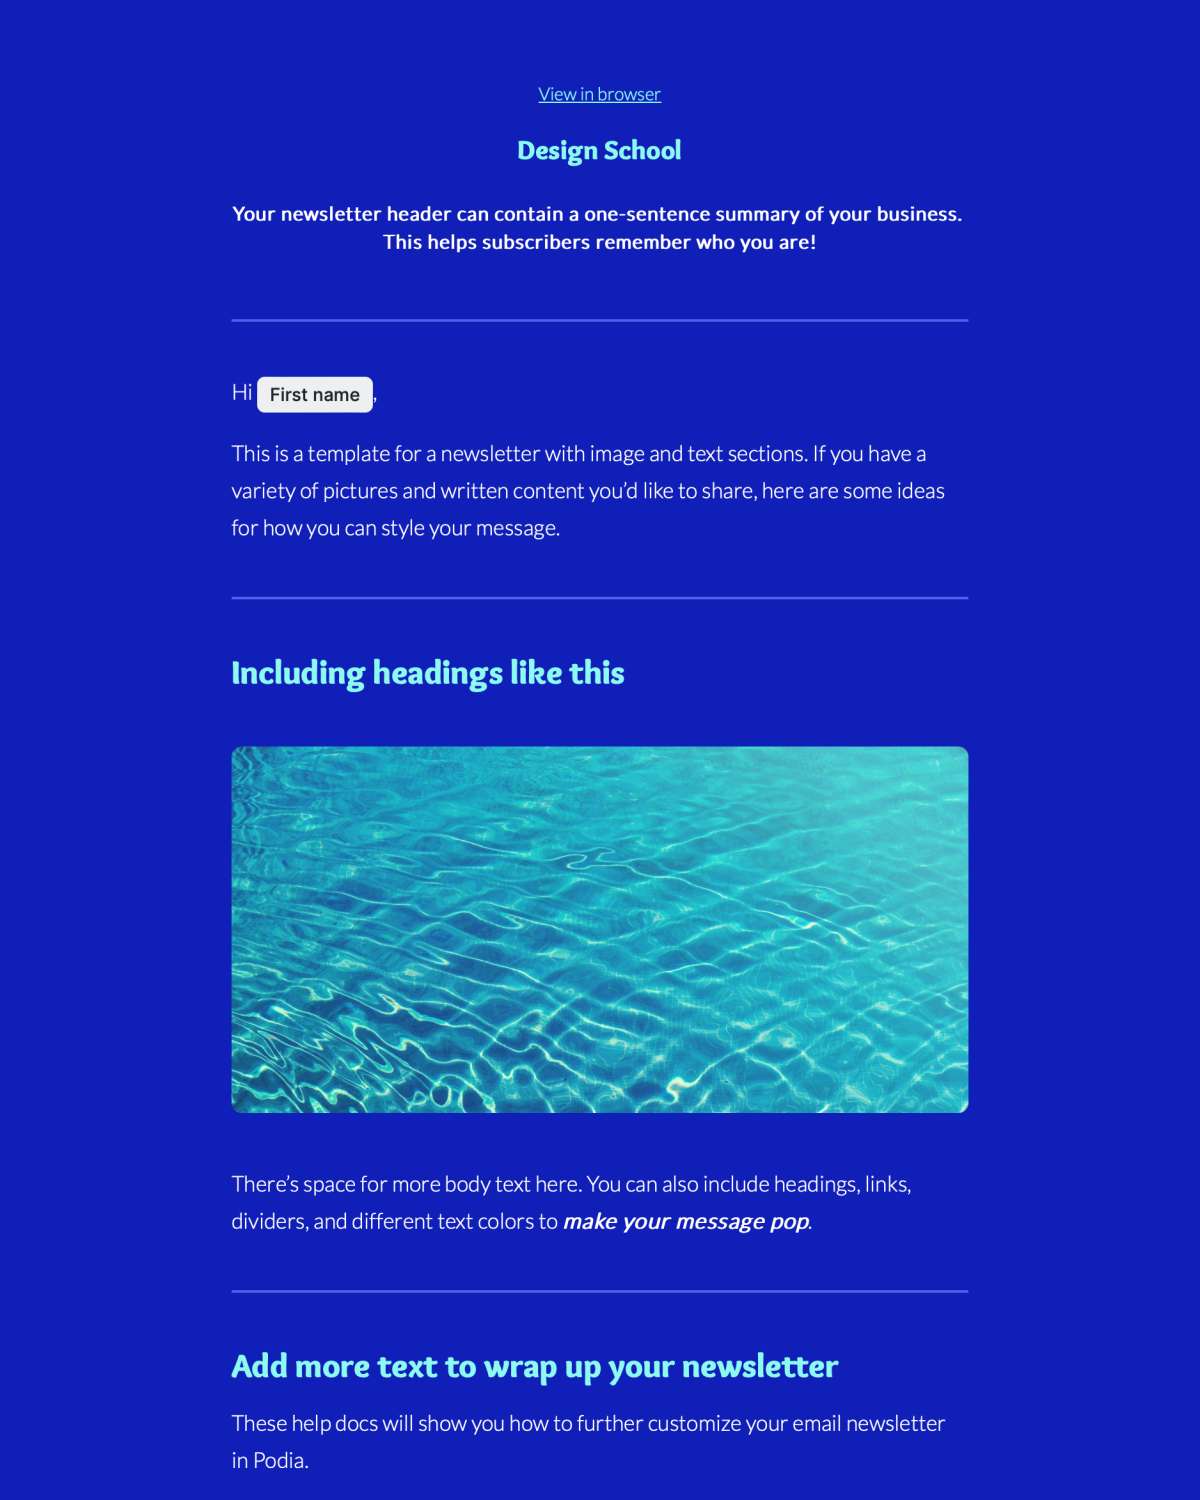 View in browser
Design School
Your newsletter header can contain a one-sentence summary of your business.
This helps subscribers remember who you are!
Hi First name,
This is a template for a newsletter with image and text sections. If you have a
variety of pictures and written content you’d like to share, here are some ideas
for how you can style your message.
Including headings like this
There’s space for more body text here. You can also include headings, links,
dividers, and different text colors to make your message pop.
Add more text to wrap up your newsletter
These help docs will show you how to further customize your email newsletter
in Podia.